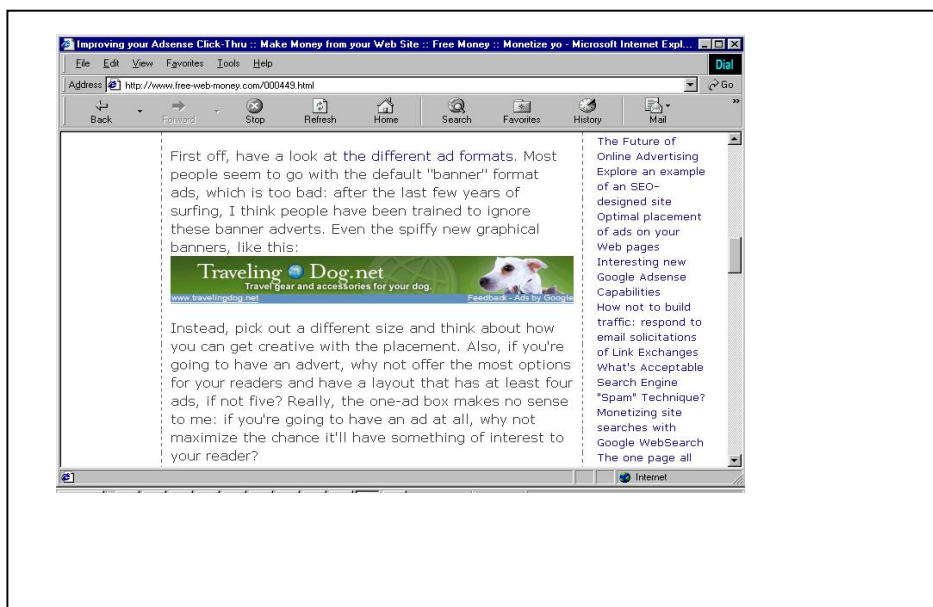 Improving your Adsense Click-Thru :: Make Money from your Web Site :: Free Money :: Monetize yo - Microsoft Internet Expl...
File Edit View Favorites Tools Help
Dial
Address http://www.free-web-money.com/000449.html
Go
Back Forward Stop Refresh Home Search Favorites History Mail »
First off, have a look at the different ad formats. Most
people seem to go with the default "banner" format
ads, which is too bad: after the last few years of
surfing, I think people have been trained to ignore
these banner adverts. Even the spiffy new graphical
banners, like this:
Traveling Dog.net
Travel gear and accessories for your dog.
www.travelingdog.net Feedback - Ads by Google
Instead, pick out a different size and think about how
you can get creative with the placement. Also, if you're
going to have an advert, why not offer the most options
for your readers and have a layout that has at least four
ads, if not five? Really, the one-ad box makes no sense
to me: if you're going to have an ad at all, why not
maximize the chance it'll have something of interest to
your reader?
The Future of
Online Advertising
Explore an example
of an SEO-
designed site
Optimal placement
of ads on your
Web pages
Interesting new
Google Adsense
Capabilities
How not to build
traffic: respond to
email solicitations
of Link Exchanges
What's Acceptable
Search Engine
"Spam" Technique?
Monetizing site
searches with
Google WebSearch
The one page all
Internet